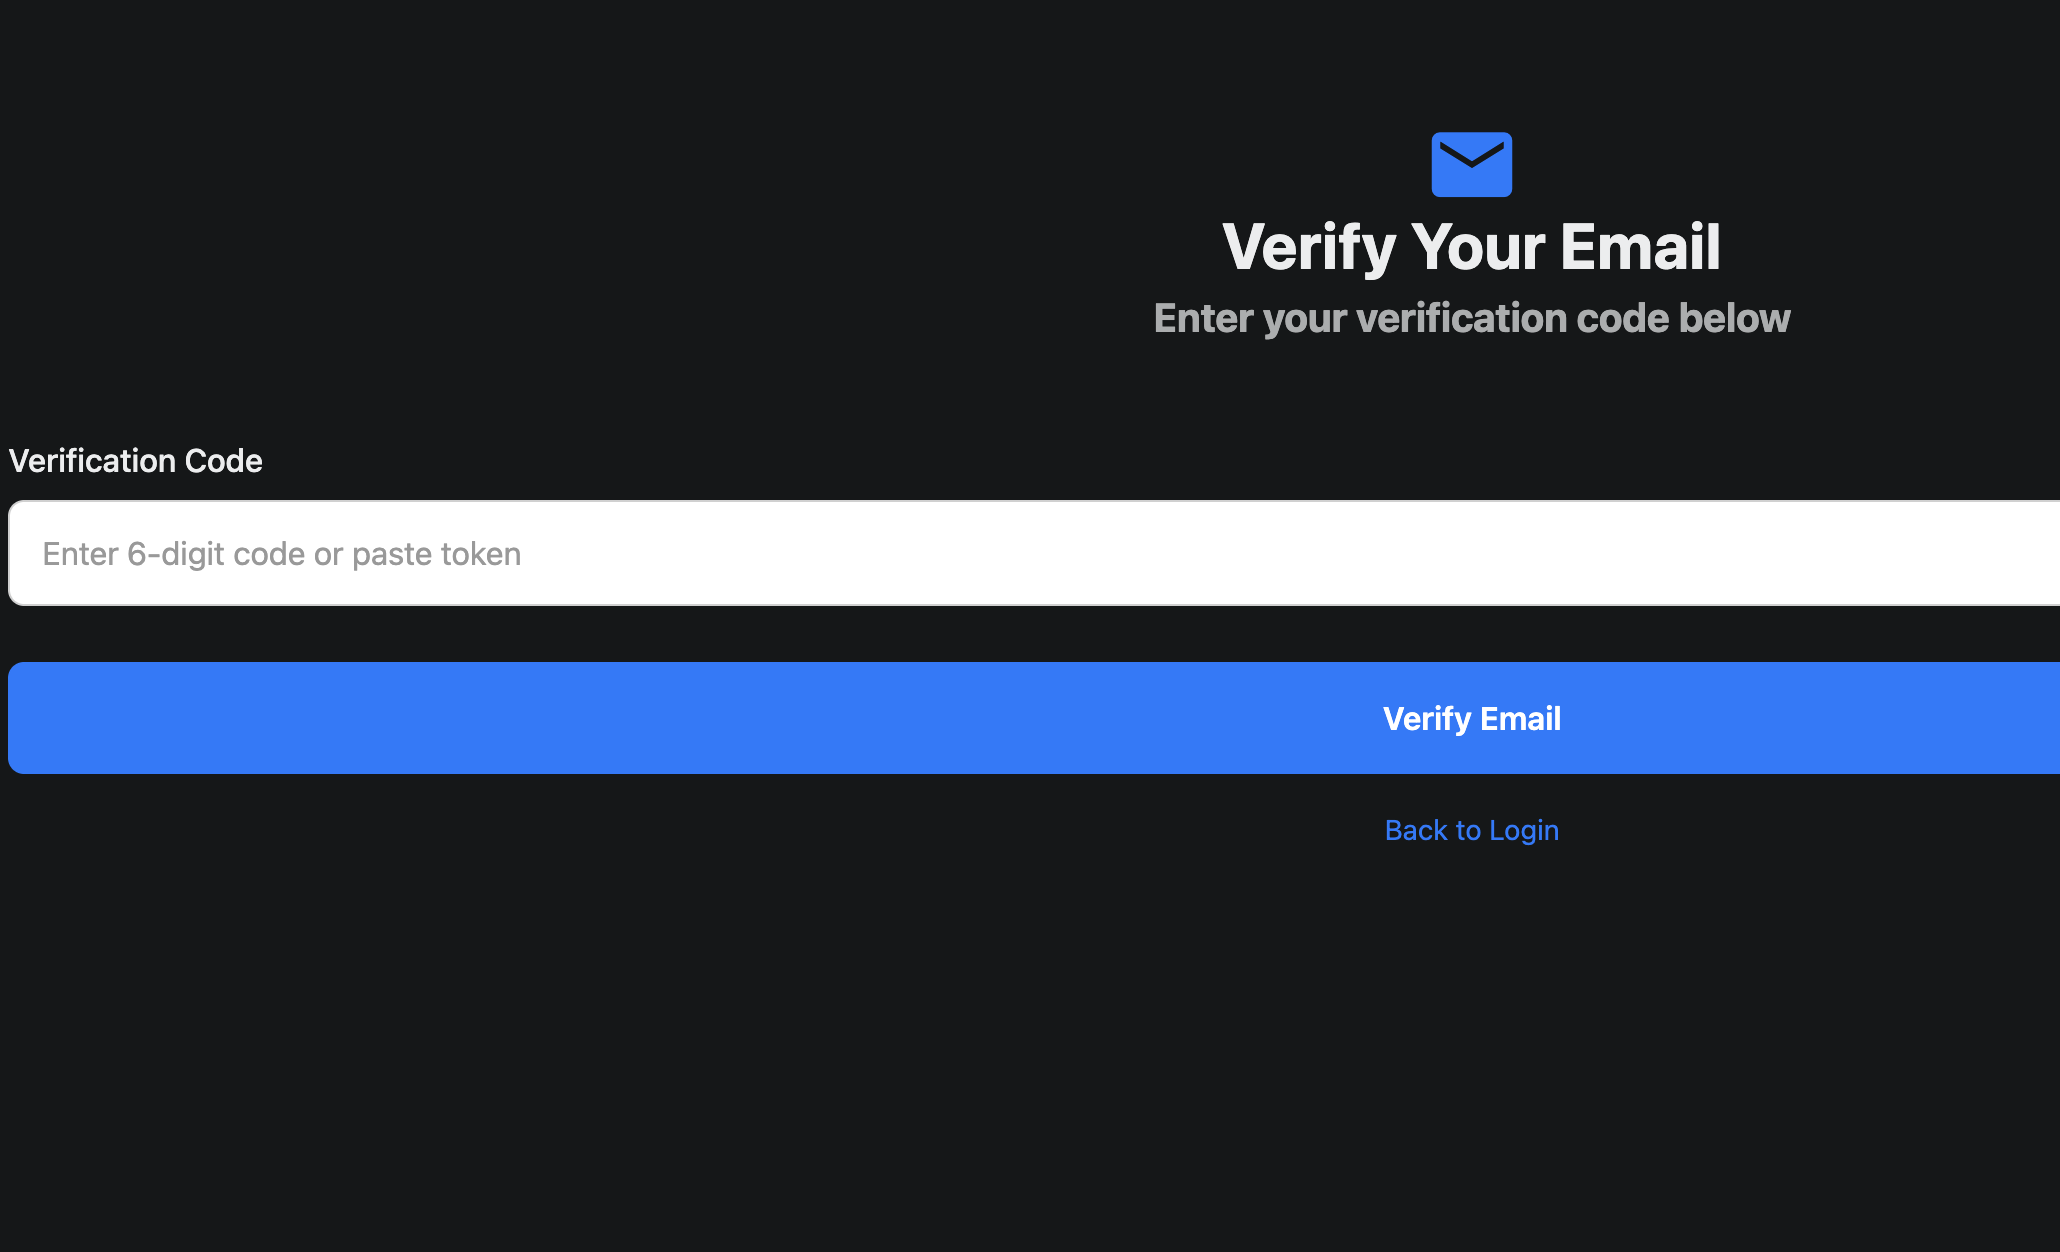 Verify Your Email
Enter your verification code below
Verification Code
Enter 6-digit code or paste token
Verify Email
Back to Login